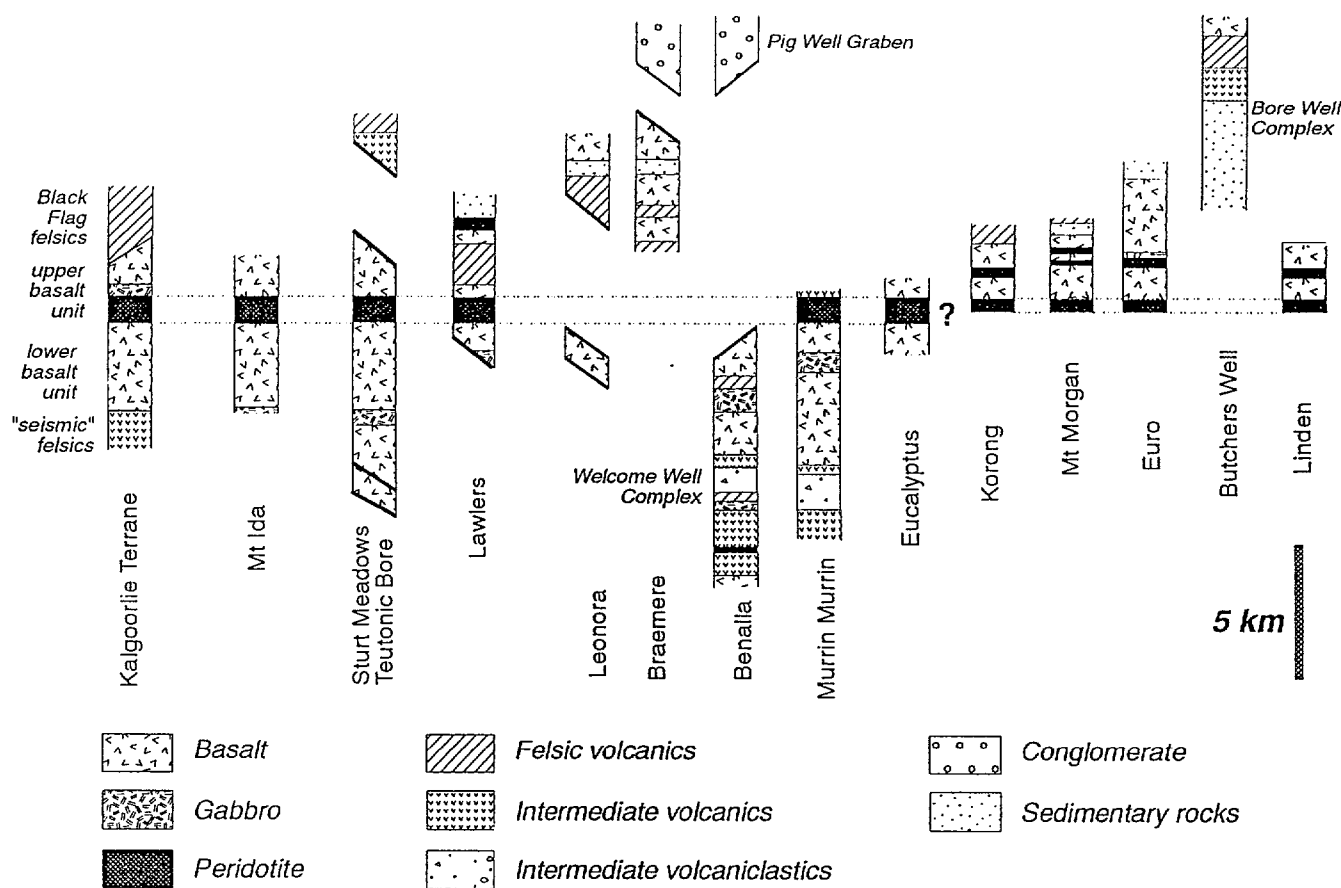 Pig Well Graben
Bore Well
Complex
Black
Flag
felsics
upper
basalt
unit
lower
basalt
unit
"seismic"
felsics
?
Welcome Well
Complex
Kalgoorlie Terrane
Mt Ida
Sturt Meadows
Teutonic Bore
Lawlers
Leonora
Braemere
Benalla
Murrin Murrin
Eucalyptus
Korong
Mt Morgan
Euro
Butchers Well
Linden
5 km
Basalt
Felsic volcanics
Conglomerate
Gabbro
Intermediate volcanics
Sedimentary rocks
Peridotite
Intermediate volcaniclastics